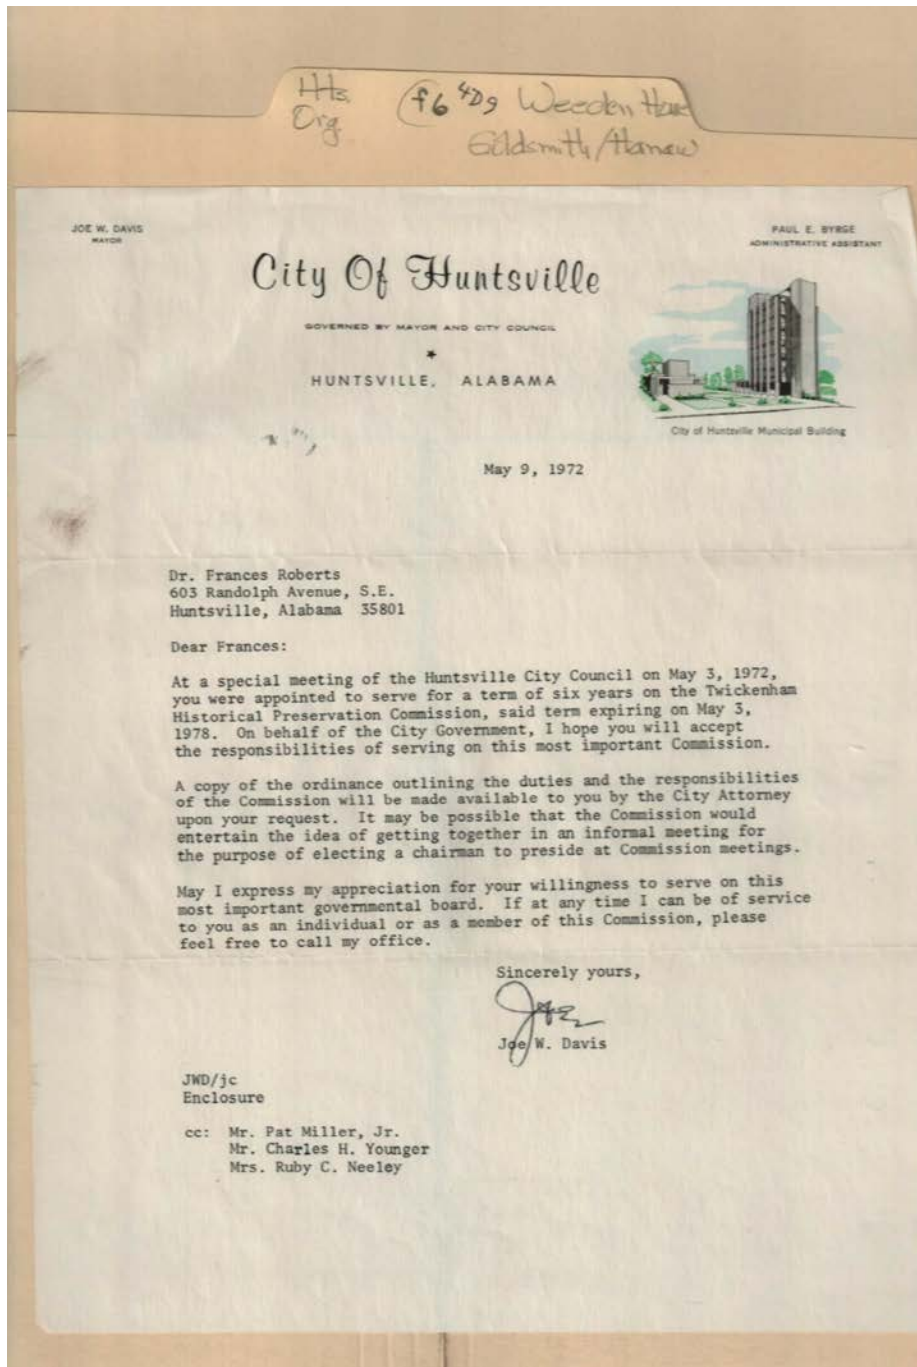 Hts. (f6 4D9 Weeden
Org
JOE W. DAVIS
MAYOR
PAUL E. BYRGE
ADMINISTRATIVE ASSISTANT
City Of Huntsville
GOVERNED BY MAYOR AND CITY COUNCIL
HUNTSVILLE, ALABAMA
City of Huntsville Municipal Building
May 9, 1972
Dr. Frances Roberts
603 Randolph Avenue, S.E.
Huntsville, Alabama 35801
Dear Frances:
At a special meeting of the Huntsville City Council on May 3, 1972,
you were appointed to serve for a term of six years on the Twickenham
Historical Preservation Commission, said term expiring on May 3,
1978. On behalf of the City Government, I hope you will accept
the responsibilities of serving on this most important Commission.
A copy of the ordinance outlining the duties and the responsibilities
of the Commission will be made available to you by the City Attorney
upon your request. It may be possible that the Commission would
entertain the idea of getting together in an informal meeting for
the purpose of electing a chairman to preside at Commission meetings.
May I express my appreciation for your willingness to serve on this
most important governmental board. If at any time I can be of service
to you as an individual or as a member of this Commission, please
feel free to call my office.
Sincerely yours,
Joe
Joe W. Davis
JWD/jc
Enclosure
cc: Mr. Pat Miller, Jr.
Mr. Charles H. Younger
Mrs. Ruby C. Neeley